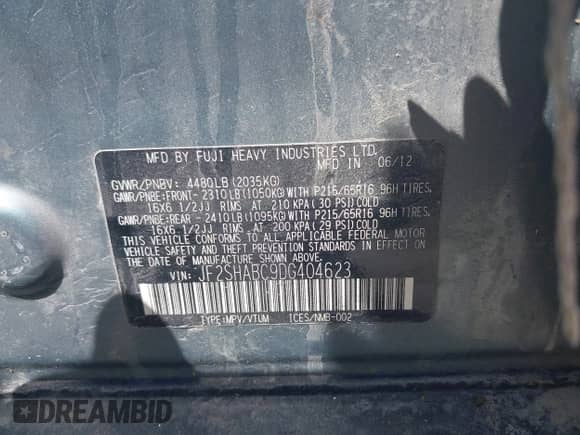 MFD BY FUJI HEAVY INDUSTRIES LTD.
MFD IN 06/12
GVWR/PNBV: 4480LB (2035KG)
GAWR/PNBE:FRONT- 2310LB(1050KG)WITH P215/65R16 96H TIRES,
16X6 1/2JJ RIMS AT 210 KPA( 30 PSI)COLD
GAWR/PNBE:REAR - 2410LB(1095KG)WITH P215/65R16 96H TIRES,
16X6 1/2JJ RIMS AT 200 KPA( 29 PSI)COLD
THIS VEHICLE CONFORMS TO ALL APPLICABLE FEDERAL MOTOR
VEHICLE SAFETY AND THEFT PREVENTION STANDARDS IN EFFECT ON
THE DATE OF MANUFACTURE SHOWN ABOVE.
VIN: JF2SHABC9DG404623
TYPE:MPV/VTUM ICES/NMB-002
DREAMBID